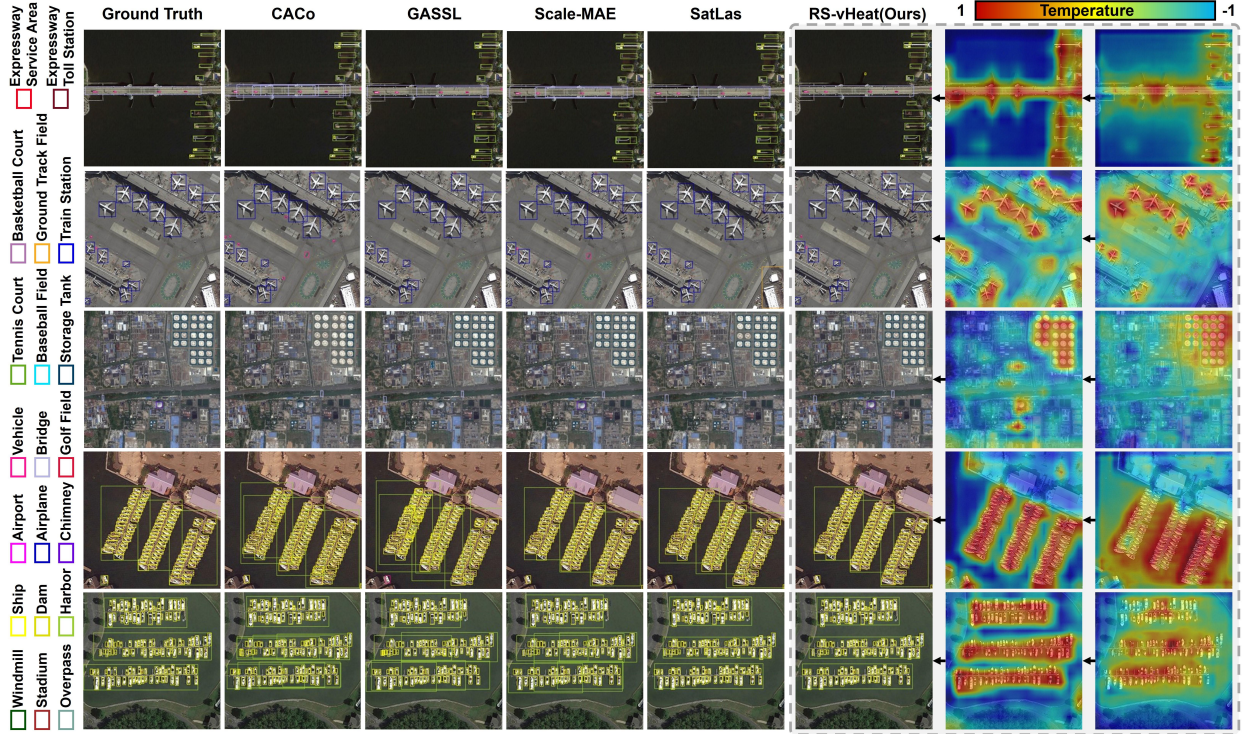 Ground Truth
CACo
GASSL
Scale-MAE
SatLas
RS-vHeat(Ours)
1
Temperature
-1
Expressway
Service Area
Expressway
Toll Station
Basketball Court
Ground Track Field
Train Station
Tennis Court
Baseball Field
Storage Tank
Vehicle
Bridge
Golf Field
Airport
Airplane
Chimney
Ship
Dam
Harbor
Windmill
Stadium
Overpass